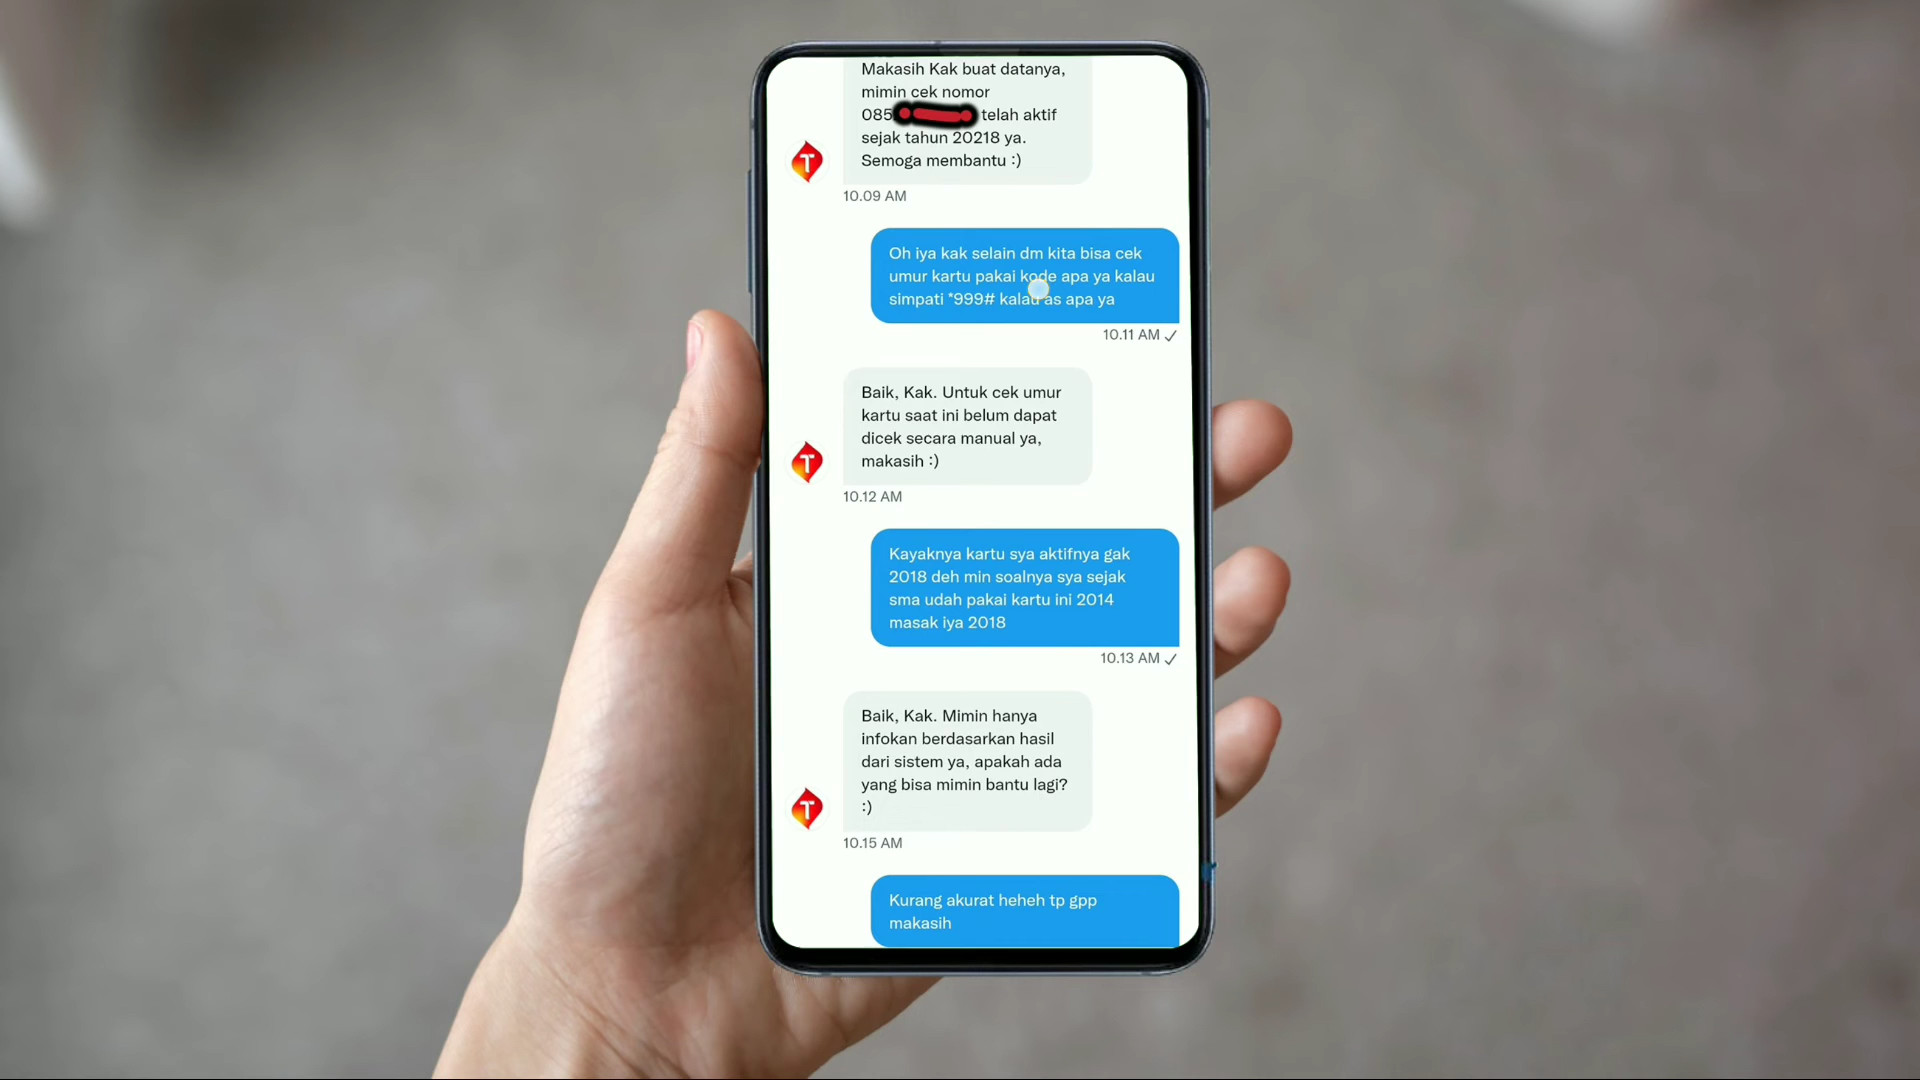 Makasih Kak buat datanya,
mimin cek nomor
085 telah aktif
sejak tahun 20218 ya.
Semoga membantu :)
T
10.09 AM
Oh iya kak selain dm kita bisa cek
umur kartu pakai kode apa ya kalau
simpati *999# kalau as apa ya
10.11 AM ✓
Baik, Kak. Untuk cek umur
kartu saat ini belum dapat
dicek secara manual ya,
makasih :)
T
10.12 AM
Kayaknya kartu sya aktifnya gak
2018 deh min soalnya sya sejak
sma udah pakai kartu ini 2014
masak iya 2018
10.13 AM ✓
Baik, Kak. Mimin hanya
infokan berdasarkan hasil
dari sistem ya, apakah ada
yang bisa mimin bantu lagi?
:)
T
10.15 AM
Kurang akurat heheh tp gpp
makasih